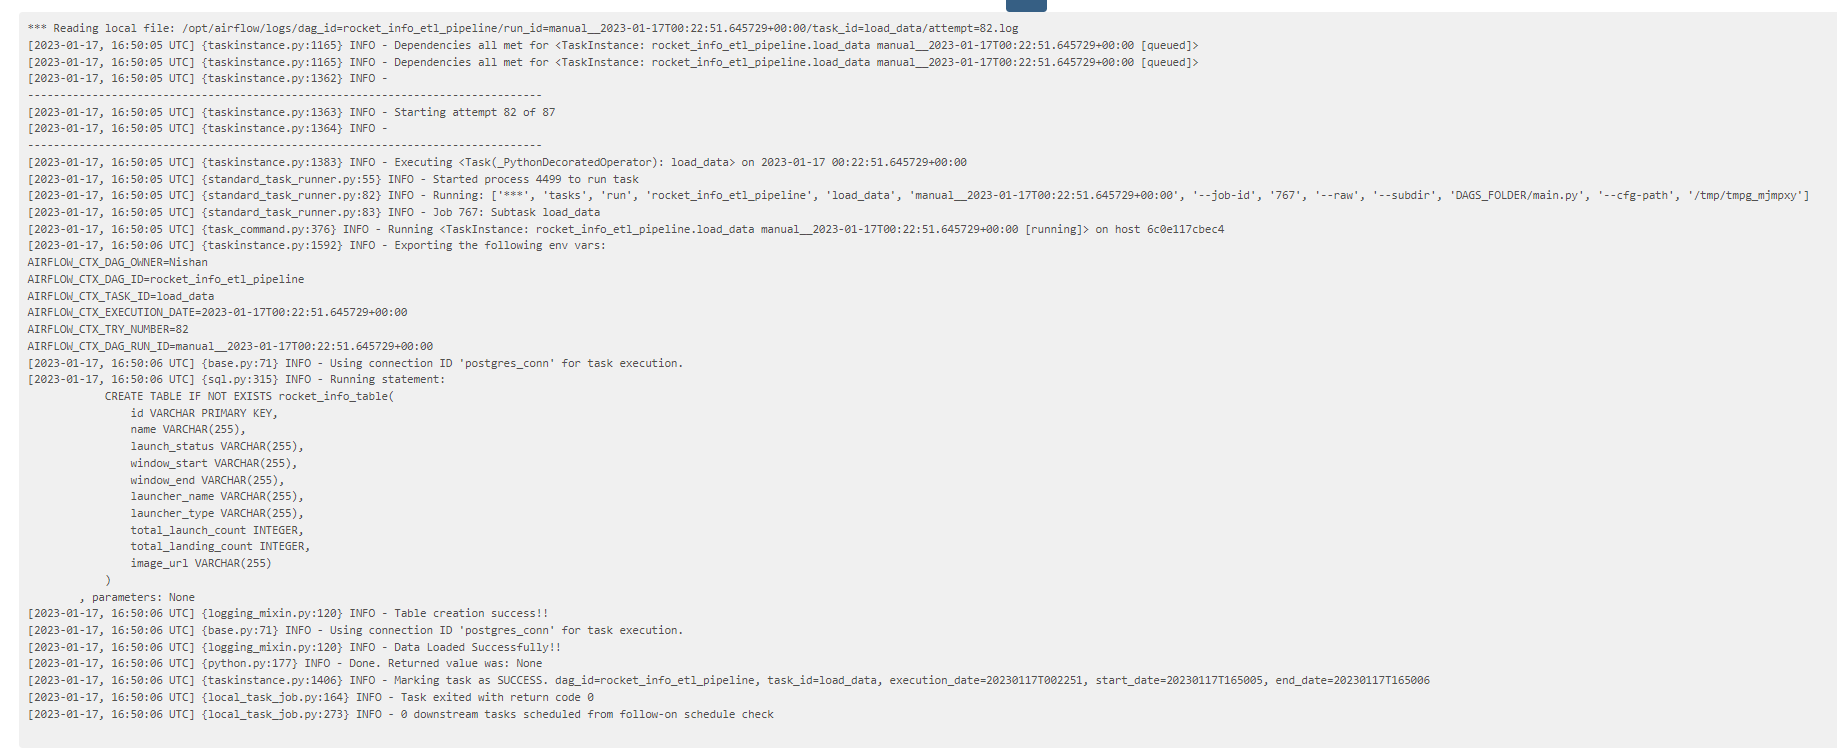 *** Reading local file: /opt/airflow/logs/dag_id=rocket_info_etl_pipeline/run_id=manual__2023-01-17T00:22:51.645729+00:00/task_id=load_data/attempt=82.log
[2023-01-17, 16:50:05 UTC] {taskinstance.py:1165} INFO - Dependencies all met for <TaskInstance: rocket_info_etl_pipeline.load_data manual__2023-01-17T00:22:51.645729+00:00 [queued]>
[2023-01-17, 16:50:05 UTC] {taskinstance.py:1165} INFO - Dependencies all met for <TaskInstance: rocket_info_etl_pipeline.load_data manual__2023-01-17T00:22:51.645729+00:00 [queued]>
[2023-01-17, 16:50:05 UTC] {taskinstance.py:1362} INFO -
--------------------------------------------------------------------------------
[2023-01-17, 16:50:05 UTC] {taskinstance.py:1363} INFO - Starting attempt 82 of 87
[2023-01-17, 16:50:05 UTC] {taskinstance.py:1364} INFO -
--------------------------------------------------------------------------------
[2023-01-17, 16:50:05 UTC] {taskinstance.py:1383} INFO - Executing <Task(_PythonDecoratedOperator): load_data> on 2023-01-17 00:22:51.645729+00:00
[2023-01-17, 16:50:05 UTC] {standard_task_runner.py:55} INFO - Started process 4499 to run task
[2023-01-17, 16:50:05 UTC] {standard_task_runner.py:82} INFO - Running: ['***', 'tasks', 'run', 'rocket_info_etl_pipeline', 'load_data', 'manual__2023-01-17T00:22:51.645729+00:00', '--job-id', '767', '--raw', '--subdir', 'DAGS_FOLDER/main.py', '--cfg-path', '/tmp/tmpg_mjmpxy']
[2023-01-17, 16:50:05 UTC] {standard_task_runner.py:83} INFO - Job 767: Subtask load_data
[2023-01-17, 16:50:05 UTC] {task_command.py:376} INFO - Running <TaskInstance: rocket_info_etl_pipeline.load_data manual__2023-01-17T00:22:51.645729+00:00 [running]> on host 6c0e117cbec4
[2023-01-17, 16:50:06 UTC] {taskinstance.py:1592} INFO - Exporting the following env vars:
AIRFLOW_CTX_DAG_OWNER=Nishan
AIRFLOW_CTX_DAG_ID=rocket_info_etl_pipeline
AIRFLOW_CTX_TASK_ID=load_data
AIRFLOW_CTX_EXECUTION_DATE=2023-01-17T00:22:51.645729+00:00
AIRFLOW_CTX_TRY_NUMBER=82
AIRFLOW_CTX_DAG_RUN_ID=manual__2023-01-17T00:22:51.645729+00:00
[2023-01-17, 16:50:06 UTC] {base.py:71} INFO - Using connection ID 'postgres_conn' for task execution.
[2023-01-17, 16:50:06 UTC] {sql.py:315} INFO - Running statement:
CREATE TABLE IF NOT EXISTS rocket_info_table(
id VARCHAR PRIMARY KEY,
name VARCHAR(255),
launch_status VARCHAR(255),
window_start VARCHAR(255),
window_end VARCHAR(255),
launcher_name VARCHAR(255),
launcher_type VARCHAR(255),
total_launch_count INTEGER,
total_landing_count INTEGER,
image_url VARCHAR(255)
)
, parameters: None
[2023-01-17, 16:50:06 UTC] {logging_mixin.py:120} INFO - Table creation success!!
[2023-01-17, 16:50:06 UTC] {base.py:71} INFO - Using connection ID 'postgres_conn' for task execution.
[2023-01-17, 16:50:06 UTC] {logging_mixin.py:120} INFO - Data Loaded Successfully!!
[2023-01-17, 16:50:06 UTC] {python.py:177} INFO - Done. Returned value was: None
[2023-01-17, 16:50:06 UTC] {taskinstance.py:1406} INFO - Marking task as SUCCESS. dag_id=rocket_info_etl_pipeline, task_id=load_data, execution_date=20230117T002251, start_date=20230117T165005, end_date=20230117T165006
[2023-01-17, 16:50:06 UTC] {local_task_job.py:164} INFO - Task exited with return code 0
[2023-01-17, 16:50:06 UTC] {local_task_job.py:273} INFO - 0 downstream tasks scheduled from follow-on schedule check